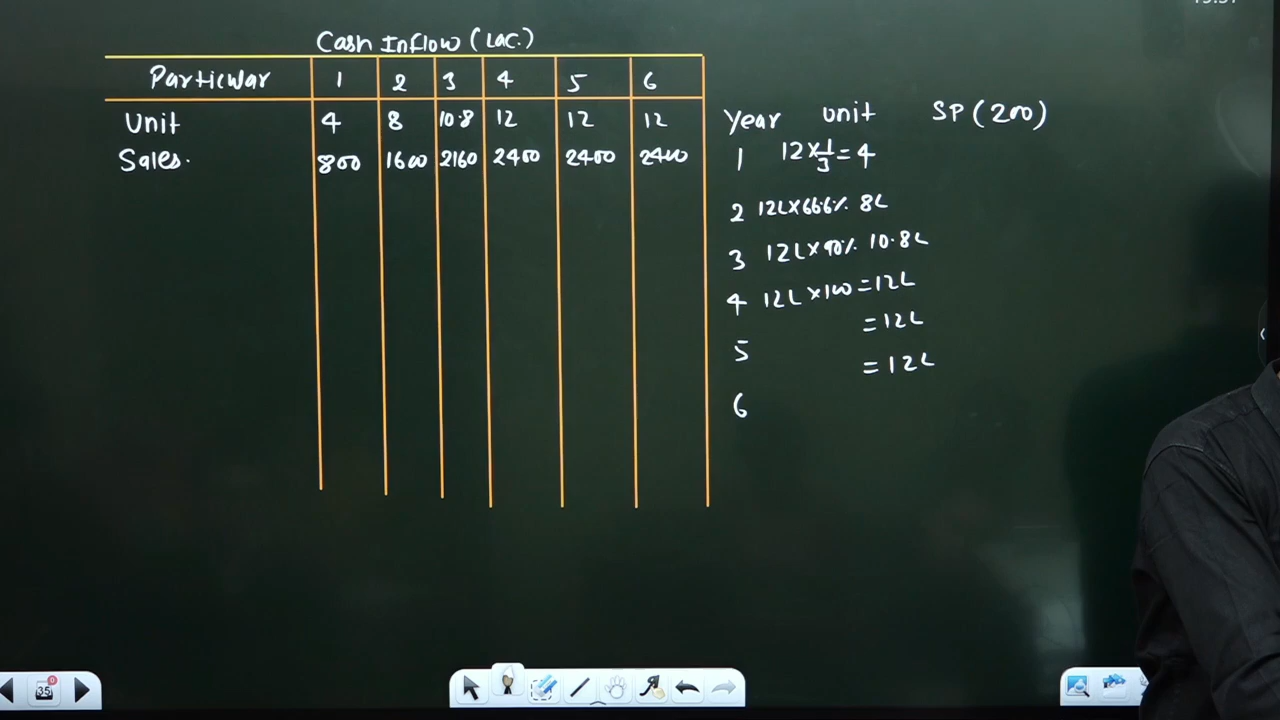 Cash Inflow (Lac.)
Particular 1 2 3 4 5 6
Unit 4 8 10.8 12 12 12
Sales. 800 1600 2160 2400 2400 2400
Year unit SP (200)
1 12 × 1/3 = 4
2 12L × 66.6% 8L
3 12L × 90% 10.8L
4 12L × 100 = 12L
= 12L
5
= 12L
6
35